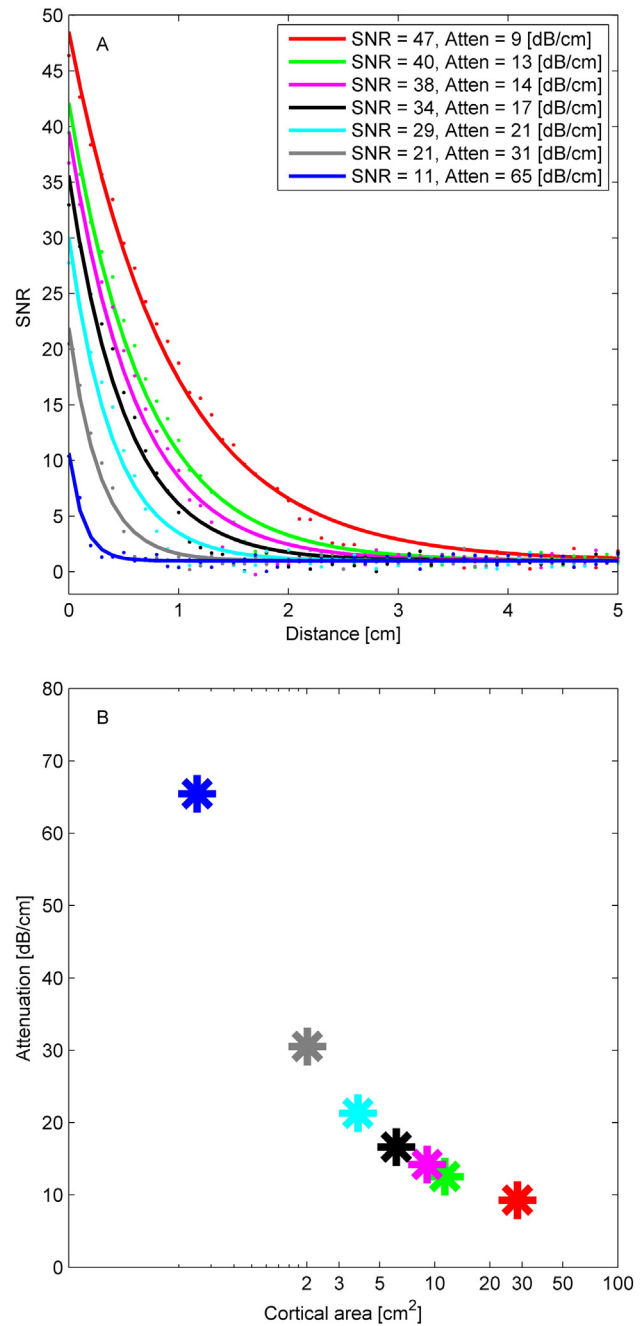 A
SNR = 47, Atten = 9 [dB/cm]
SNR = 40, Atten = 13 [dB/cm]
SNR = 38, Atten = 14 [dB/cm]
SNR = 34, Atten = 17 [dB/cm]
SNR = 29, Atten = 21 [dB/cm]
SNR = 21, Atten = 31 [dB/cm]
SNR = 11, Atten = 65 [dB/cm]
50
45
40
35
30
25
20
15
10
5
0
SNR
0 1 2 3 4 5
Distance [cm]
B
80
70
60
50
40
30
20
10
0
Attenuation [dB/cm]
2 3 5 10 20 30 50 100
Cortical area [cm²]